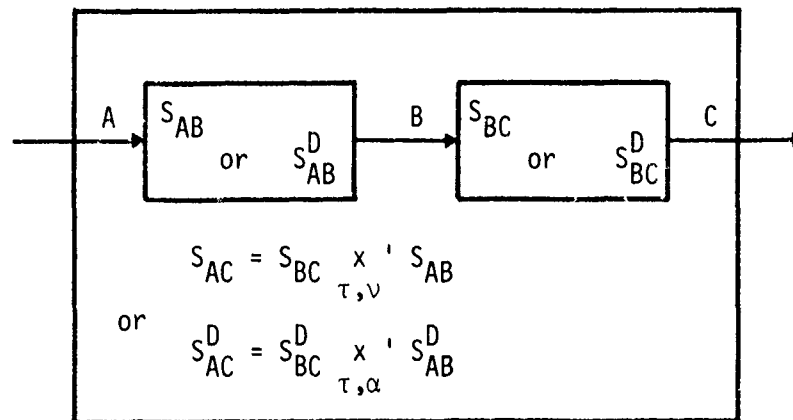 A S_AB or S^D_AB B S_BC or S^D_BC C
S_AC = S_BC x ' S_AB
τ,ν
or
S^D_AC = S^D_BC x ' S^D_AB
τ,α